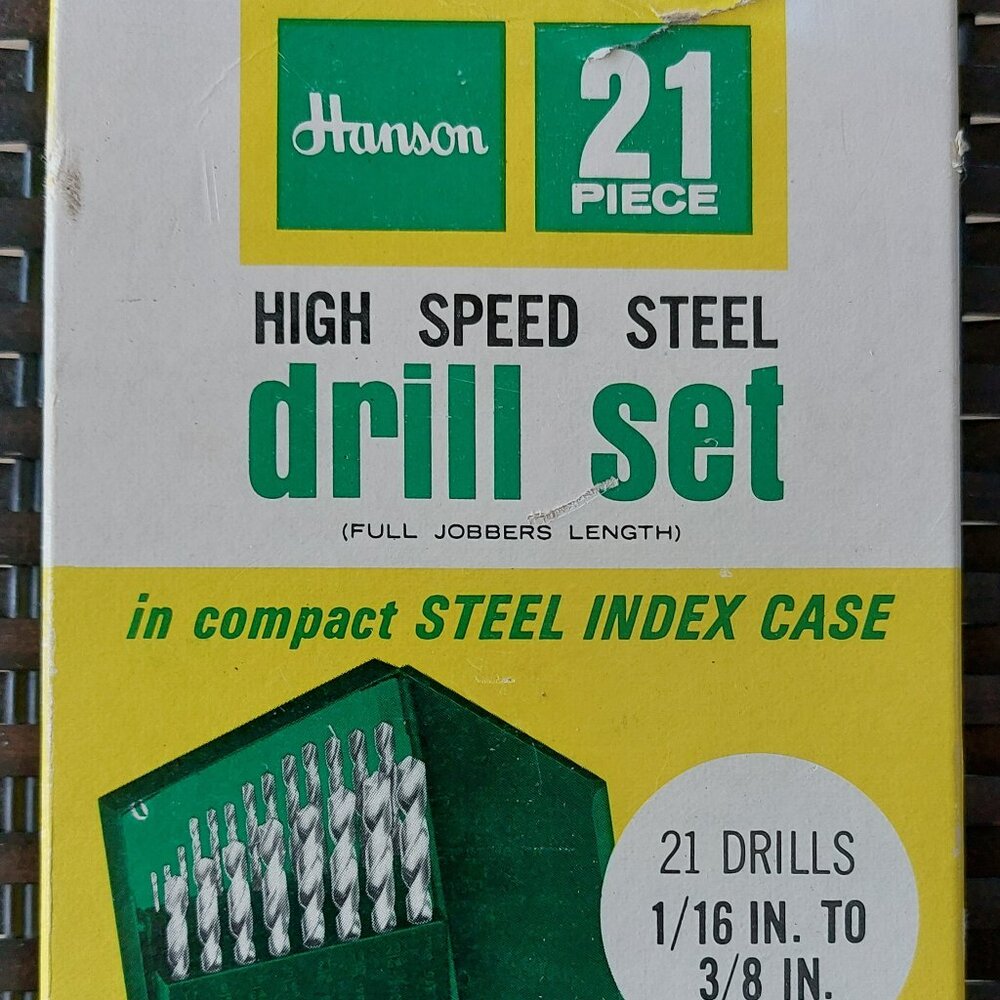 Hanson
21
PIECE
HIGH SPEED STEEL
drill set
(FULL JOBBERS LENGTH)
in compact STEEL INDEX CASE
21 DRILLS
1/16 IN. TO
3/8 IN.